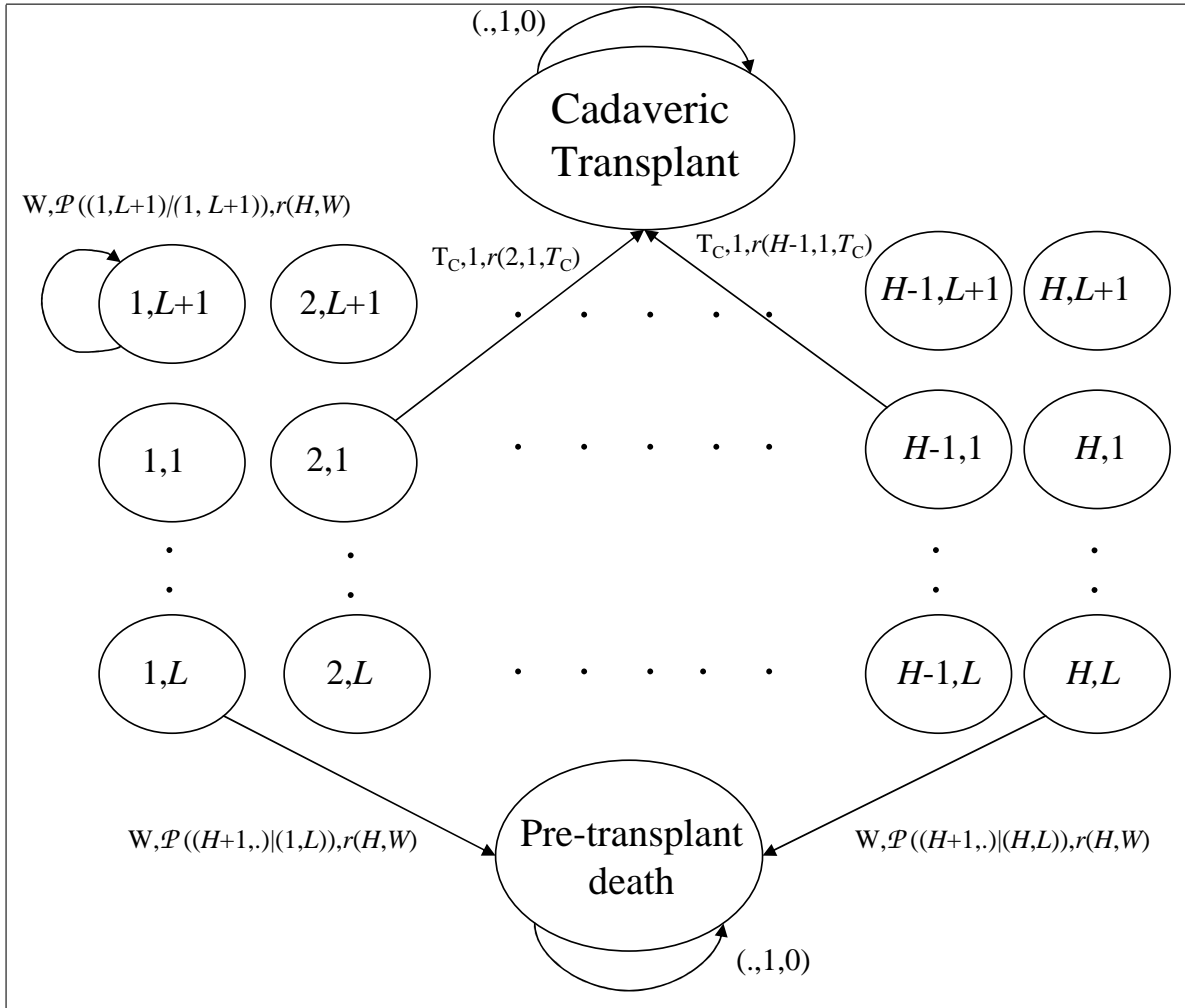 (.,1,0)
Cadaveric
Transplant
W,𝒫((1,L+1)/(1, L+1)),r(H,W)
T_C,1,r(2,1,T_C)
T_C,1,r(H-1,1,T_C)
1,L+1
2,L+1
. . . . .
H-1,L+1
H,L+1
1,1
2,1
. . . . .
H-1,1
H,1
1,L
2,L
. . . . .
H-1,L
H,L
W,𝒫((H+1,.)|(1,L)),r(H,W)
Pre-transplant
death
W,𝒫((H+1,.)|(H,L)),r(H,W)
(.,1,0)